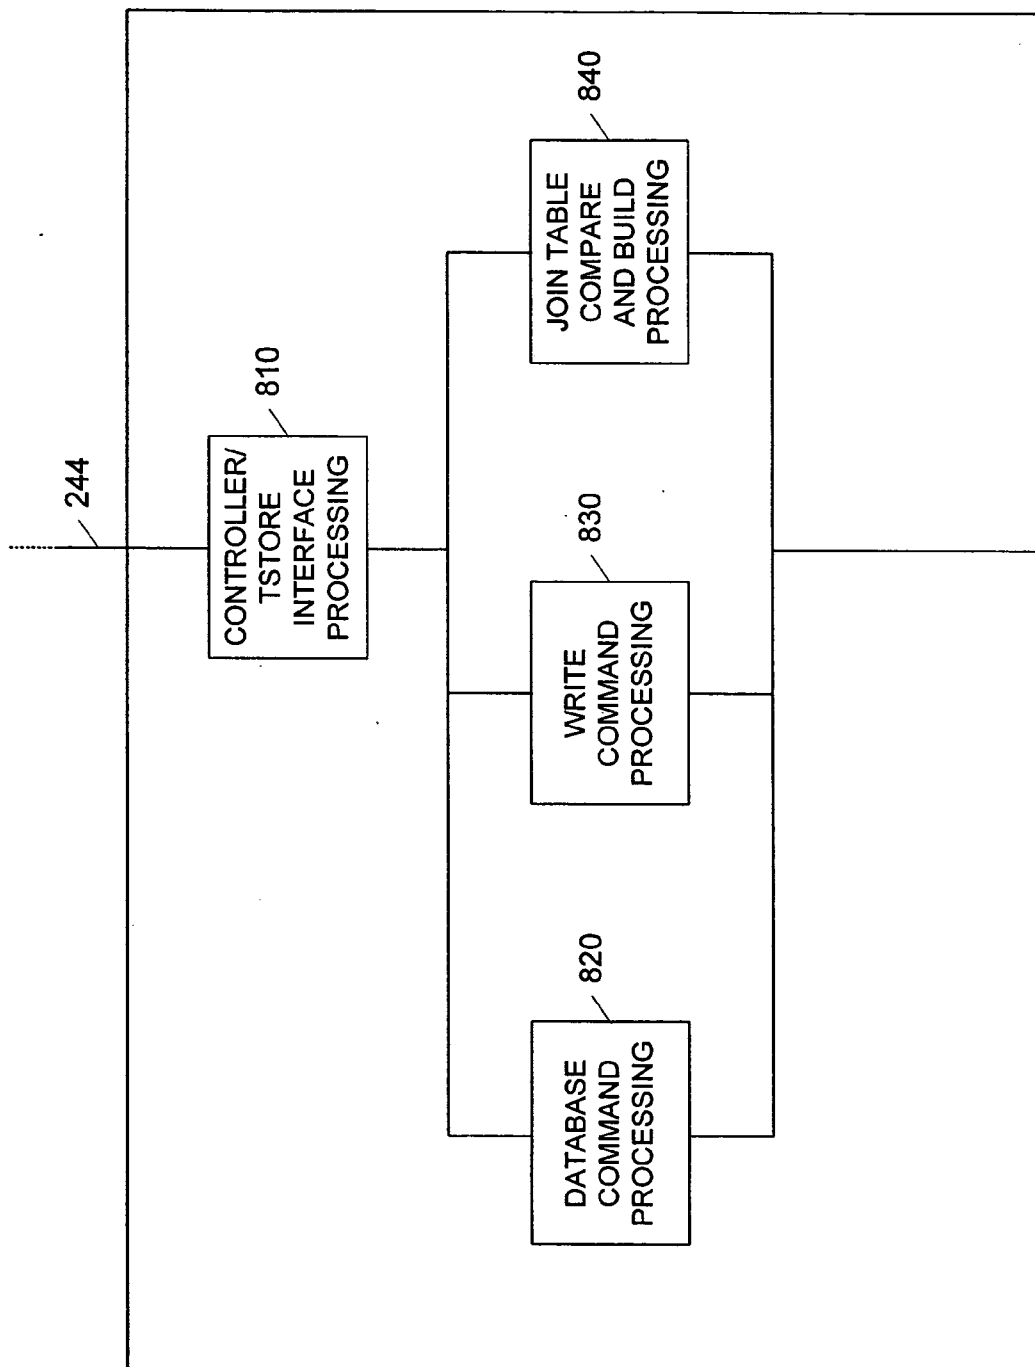 244
CONTROLLER/
TSTORE
INTERFACE
PROCESSING
810
DATABASE
COMMAND
PROCESSING
820
WRITE
COMMAND
PROCESSING
830
JOIN TABLE
COMPARE
AND BUILD
PROCESSING
840